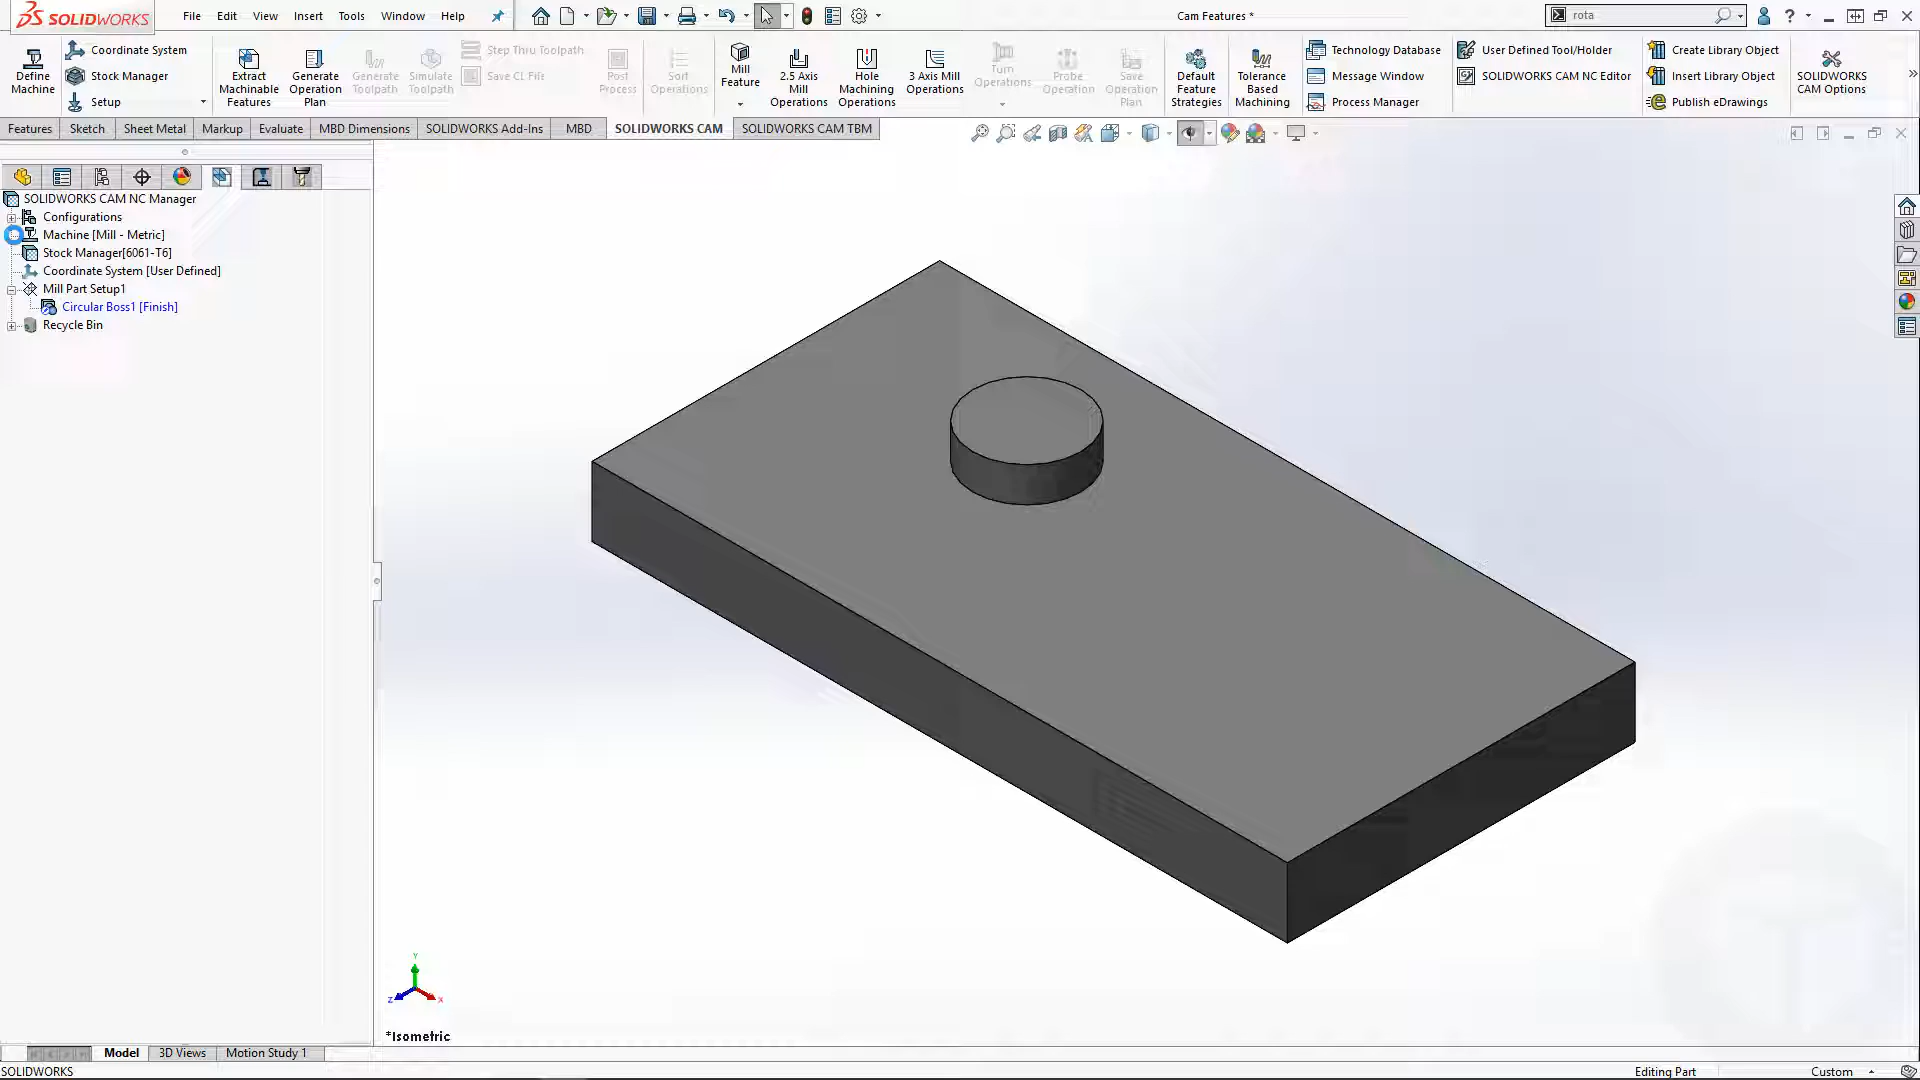 SOLIDWORKS File Edit View Insert Tools Window Help Cam Features * rota
Define Machine
Coordinate System
Stock Manager
Setup
Extract Machinable Features
Generate Operation Plan
Generate Toolpath
Simulate Toolpath
Step Thru Toolpath
Save CL File
Post Process
Sort Operations
Mill Feature
2.5 Axis Mill Operations
Hole Machining Operations
3 Axis Mill Operations
Turn Operations
Probe Operation
Save Operation Plan
Default Feature Strategies
Tolerance Based Machining
Technology Database
Message Window
Process Manager
User Defined Tool/Holder
SOLIDWORKS CAM NC Editor
Create Library Object
Insert Library Object
Publish eDrawings
SOLIDWORKS CAM Options
Features Sketch Sheet Metal Markup Evaluate MBD Dimensions SOLIDWORKS Add-Ins MBD SOLIDWORKS CAM SOLIDWORKS CAM TBM
SOLIDWORKS CAM NC Manager
Configurations
Machine [Mill - Metric]
Stock Manager[6061-T6]
Coordinate System [User Defined]
Mill Part Setup1
Circular Boss1 [Finish]
Recycle Bin
Y
Z
X
*Isometric
Model 3D Views Motion Study 1
SOLIDWORKS Editing Part Custom